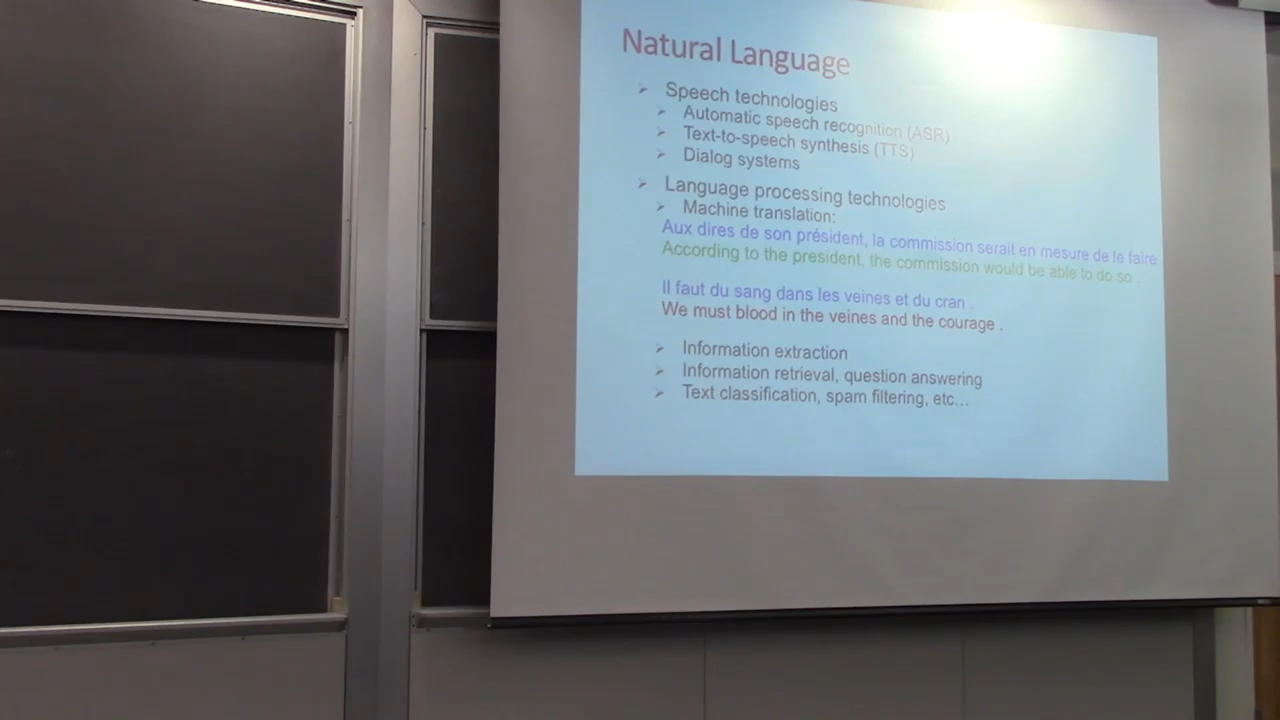 Natural Language
Speech technologies
Automatic speech recognition (ASR)
Text-to-speech synthesis (TTS)
Dialog systems
Language processing technologies
Machine translation:
Aux dires de son président, la commission serait en mesure de le faire
According to the president, the commission would be able to do so .
Il faut du sang dans les veines et du cran .
We must blood in the veines and the courage .
Information extraction
Information retrieval, question answering
Text classification, spam filtering, etc…